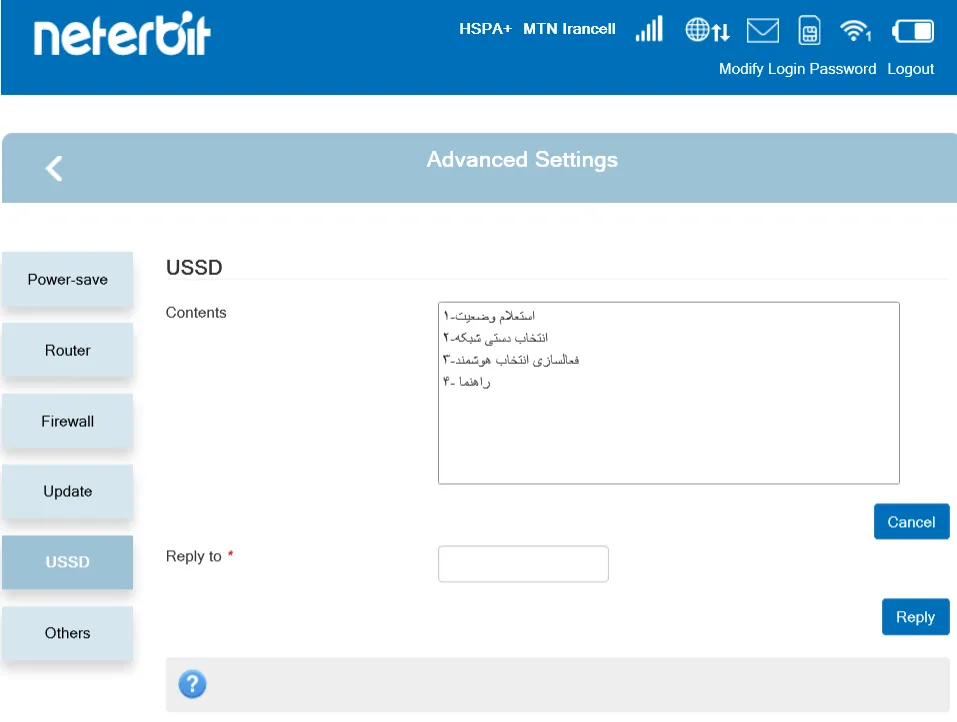 neterbit
HSPA+ MTN Irancell
1
Modify Login Password Logout
Advanced Settings
Power-save
Router
Firewall
Update
USSD
Others
USSD
Contents
۱-استعلام وضعیت
۲-انتخاب دستی شبکه
۳-فعالسازی انتخاب هوشمند
۴- راهنما
Cancel
Reply to *
Reply
?